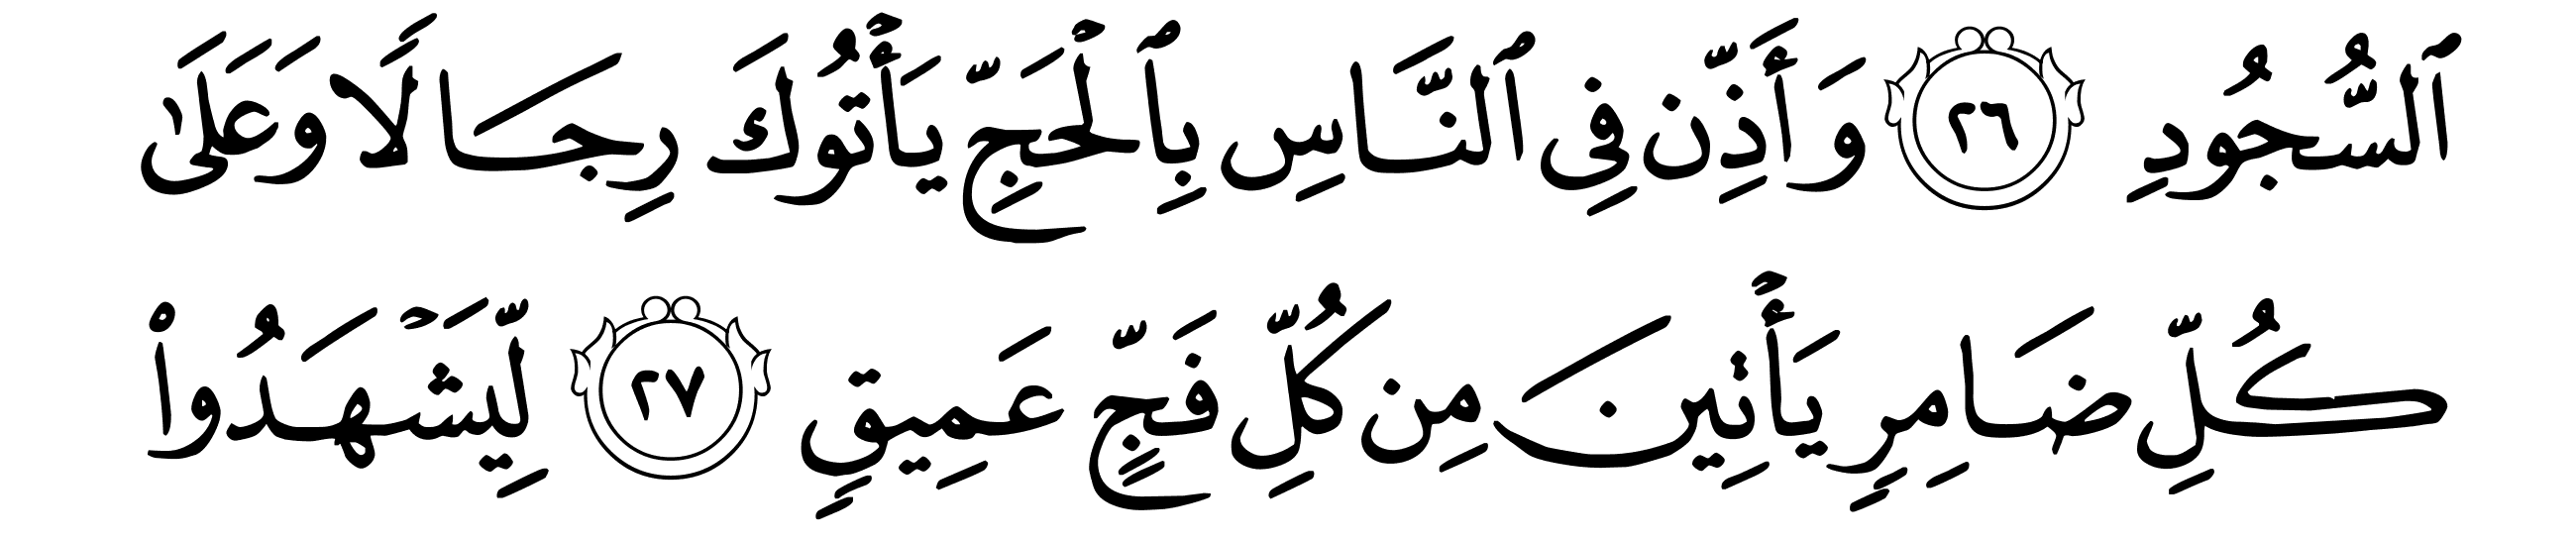 ٱلسُّجُودِ ٢٦ وَأَذِّن فِى ٱلنَّاسِ بِٱلْحَجِّ يَأْتُوكَ رِجَالًا وَعَلَىٰ
كُلِّ ضَامِرٍ يَأْتِينَ مِن كُلِّ فَجٍّ عَمِيقٍ ٢٧ لِّيَشْهَدُوا۟